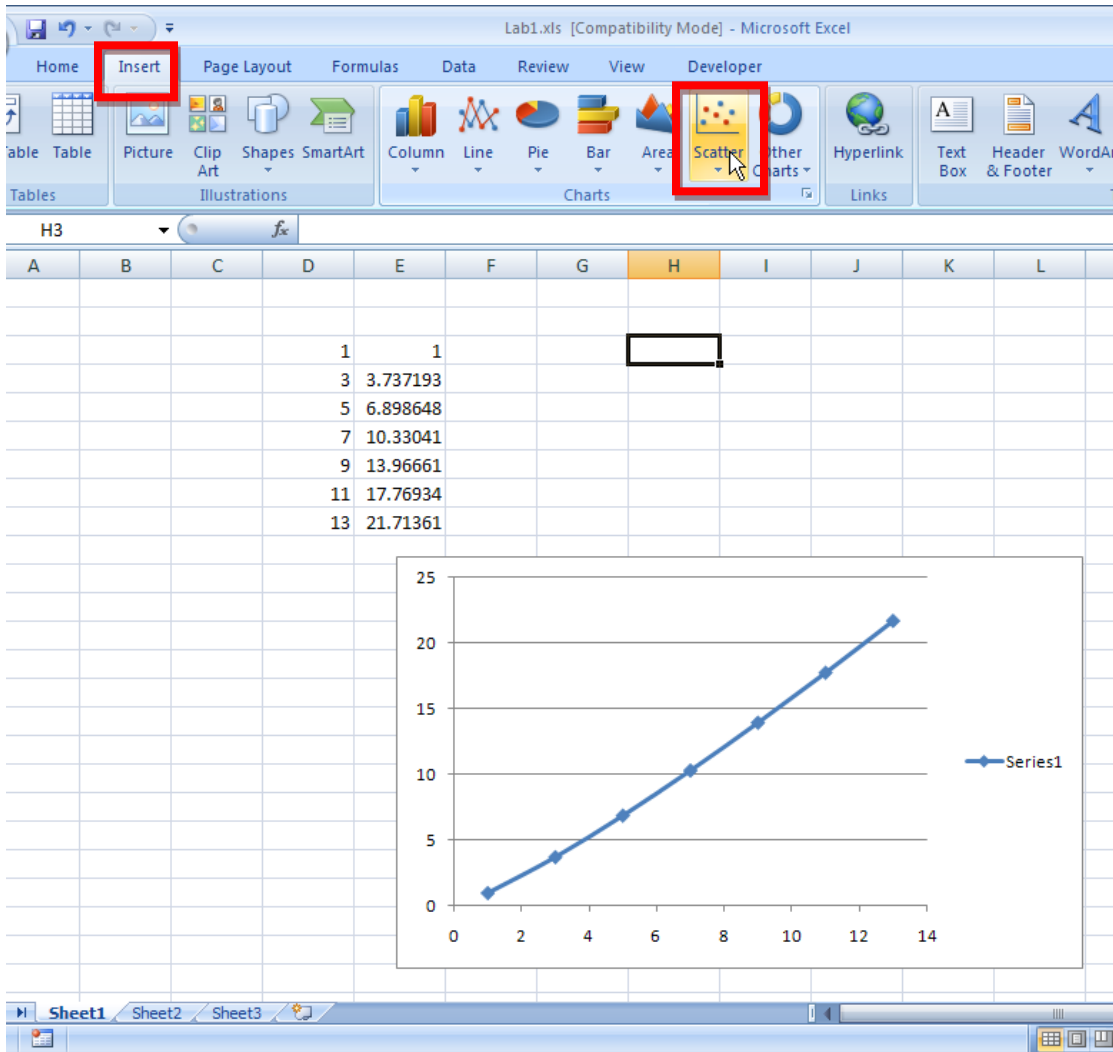 Lab1.xls [Compatibility Mode] - Microsoft Excel
Home Insert Page Layout Formulas Data Review View Developer
Table Picture Clip Shapes SmartArt Column Line Pie Bar Area Scatter Other Hyperlink Text Header
Art Charts Box & Footer
Tables Illustrations Charts Links
H3 fx
A B C D E F G H I J K L
1 1
3 3.737193
5 6.898648
7 10.33041
9 13.96661
11 17.76934
13 21.71361
25
20
15
10
5
0
0 2 4 6 8 10 12 14
Series1
Sheet1 Sheet2 Sheet3